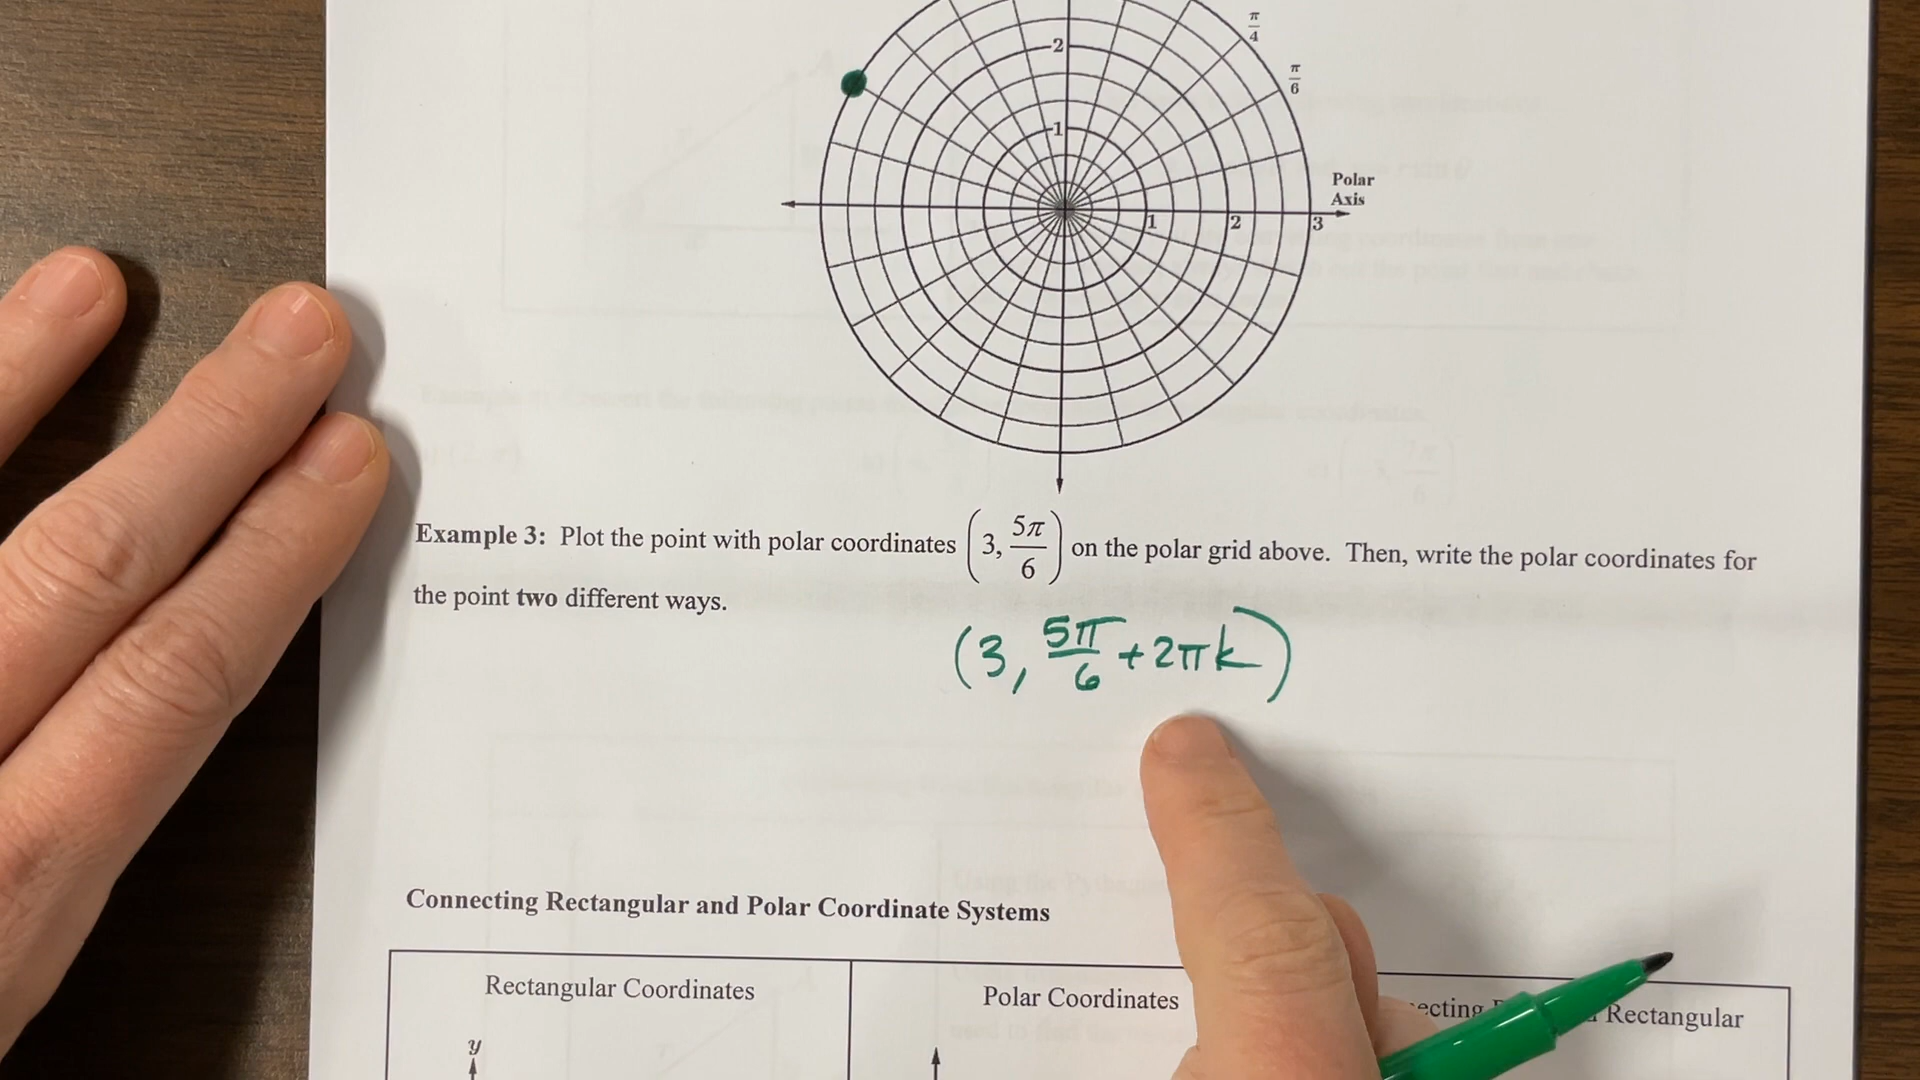 π/4
2
π/6
1
Polar
Axis
1 2 3
Example 3: Plot the point with polar coordinates (3, 5π/6) on the polar grid above. Then, write the polar coordinates for
the point two different ways.
(3, 5π/6 + 2πk)
Connecting Rectangular and Polar Coordinate Systems
Rectangular Coordinates Polar Coordinates Rectangular
y